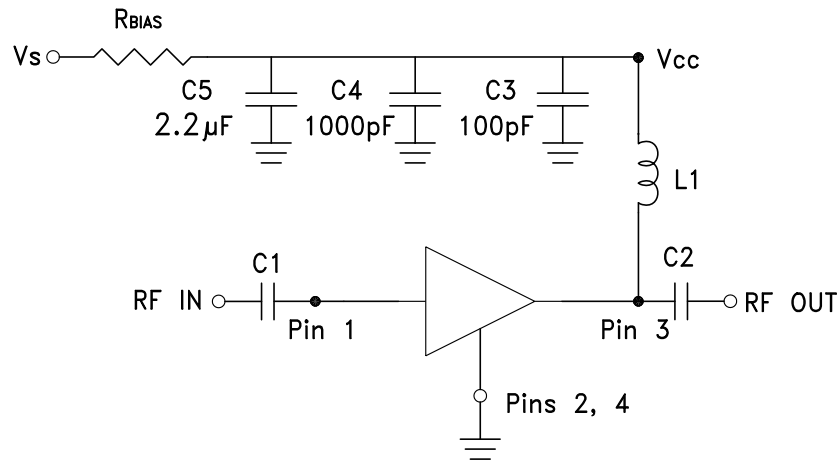 RBIAS
Vs
Vcc
C5
2.2µF
C4
1000pF
C3
100pF
L1
C1
C2
RF IN
RF OUT
Pin 1
Pin 3
Pins 2, 4